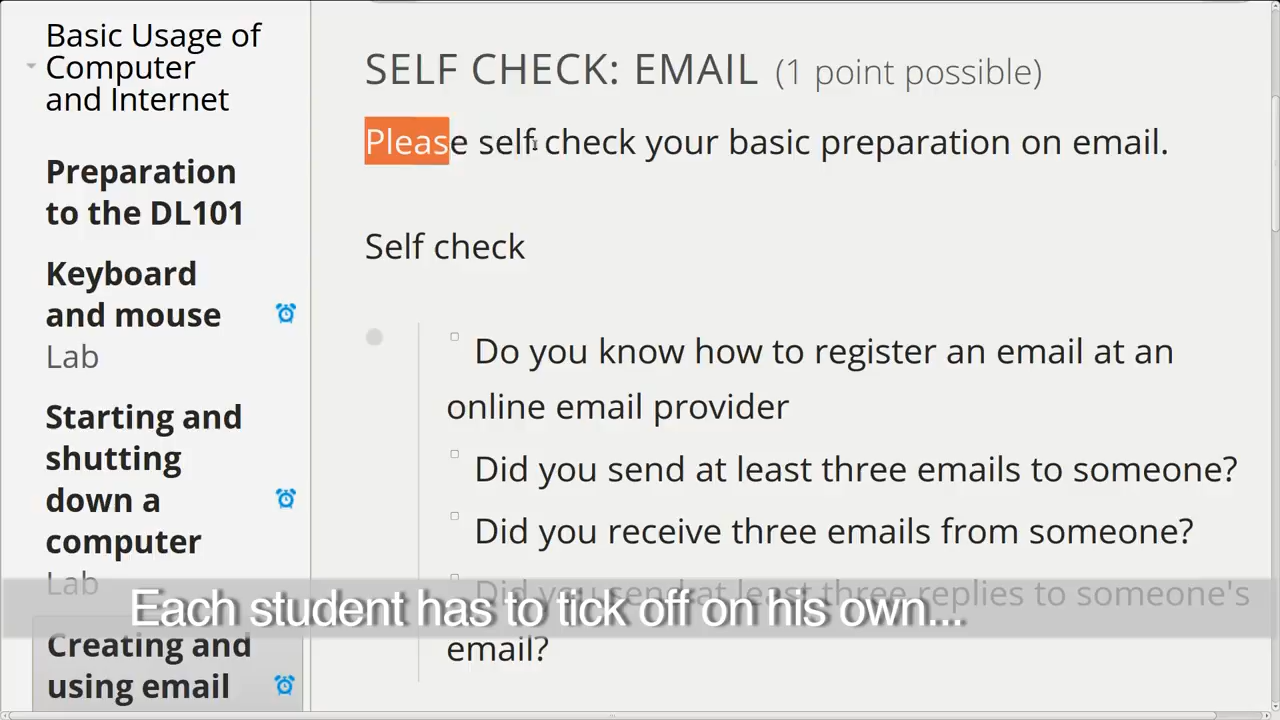 Basic Usage of
Computer
and Internet
Preparation
to the DL101
Keyboard
and mouse
Lab
Starting and
shutting
down a
computer
Lab
Creating and
using email
SELF CHECK: EMAIL (1 point possible)
Please self check your basic preparation on email.
Self check
Do you know how to register an email at an
online email provider
Did you send at least three emails to someone?
Did you receive three emails from someone?
Did you send at least three replies to someone's
email?
Each student has to tick off on his own...